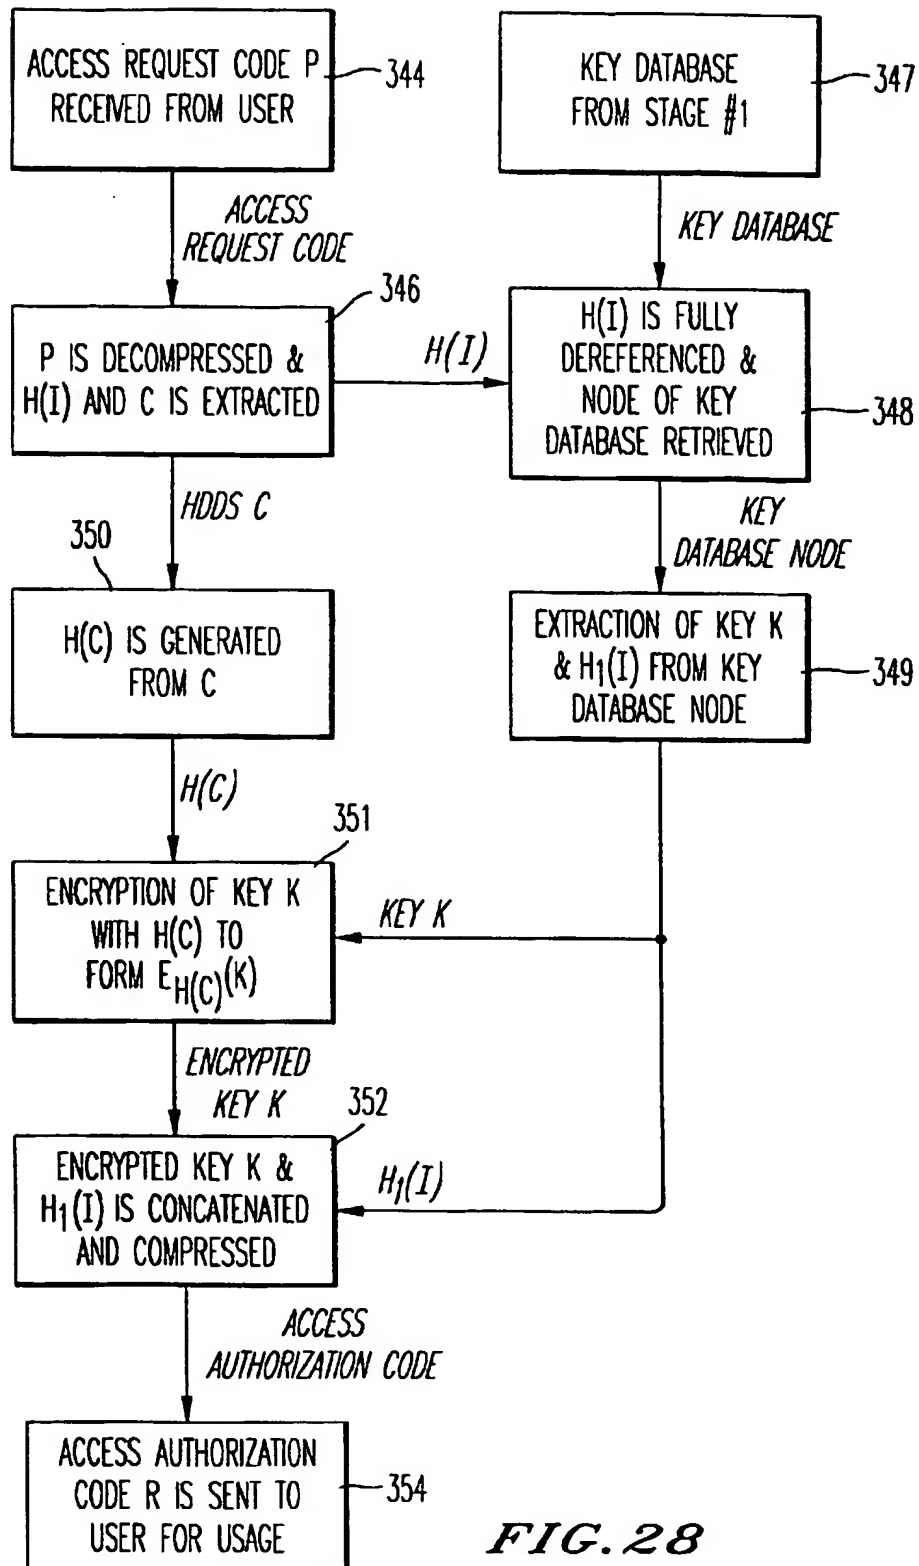 ACCESS REQUEST CODE P
RECEIVED FROM USER
344
KEY DATABASE
FROM STAGE #1
347
ACCESS
REQUEST CODE
KEY DATABASE
346
P IS DECOMPRESSED &
H(I) AND C IS EXTRACTED
H(I)
H(I) IS FULLY
DEREFERENCED &
NODE OF KEY
DATABASE RETRIEVED
348
HDDS C
KEY
DATABASE NODE
350
H(C) IS GENERATED
FROM C
EXTRACTION OF KEY K
& H₁(I) FROM KEY
DATABASE NODE
349
H(C)
351
ENCRYPTION OF KEY K
WITH H(C) TO
FORM E_H(C)(K)
KEY K
ENCRYPTED
KEY K
352
ENCRYPTED KEY K &
H₁(I) IS CONCATENATED
AND COMPRESSED
H₁(I)
ACCESS
AUTHORIZATION CODE
ACCESS AUTHORIZATION
CODE R IS SENT TO
USER FOR USAGE
354
FIG. 28